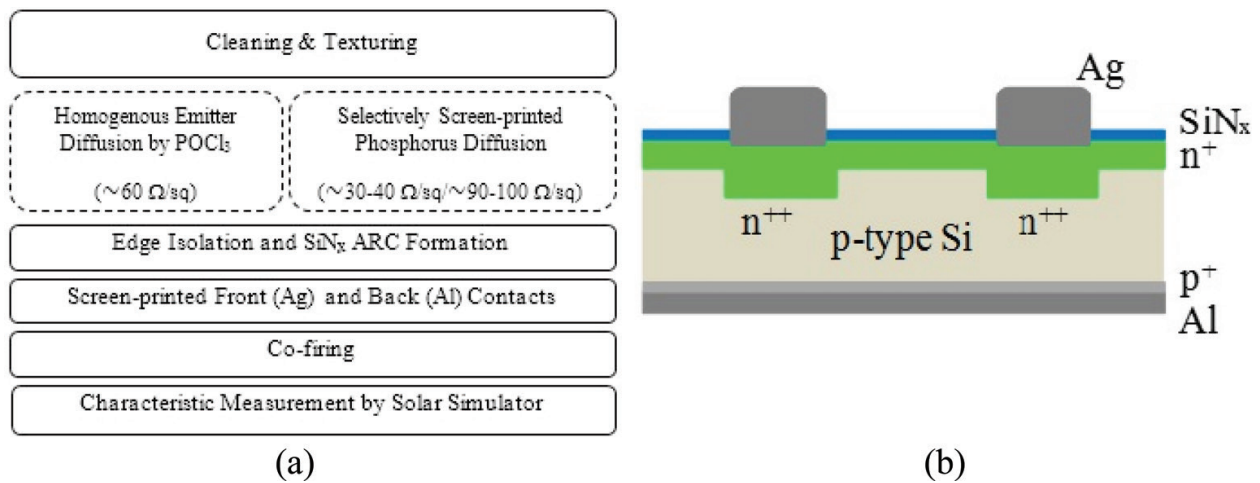 Cleaning & Texturing
Homogenous Emitter
Diffusion by POCl₃
(~60 Ω/sq)
Selectively Screen-printed
Phosphorus Diffusion
(~30-40 Ω/sq/~90-100 Ω/sq)
Edge Isolation and SiNₓ ARC Formation
Screen-printed Front (Ag) and Back (Al) Contacts
Co-firing
Characteristic Measurement by Solar Simulator
(a)
Ag
SiNₓ
n⁺
n⁺⁺
n⁺⁺
p-type Si
p⁺
Al
(b)